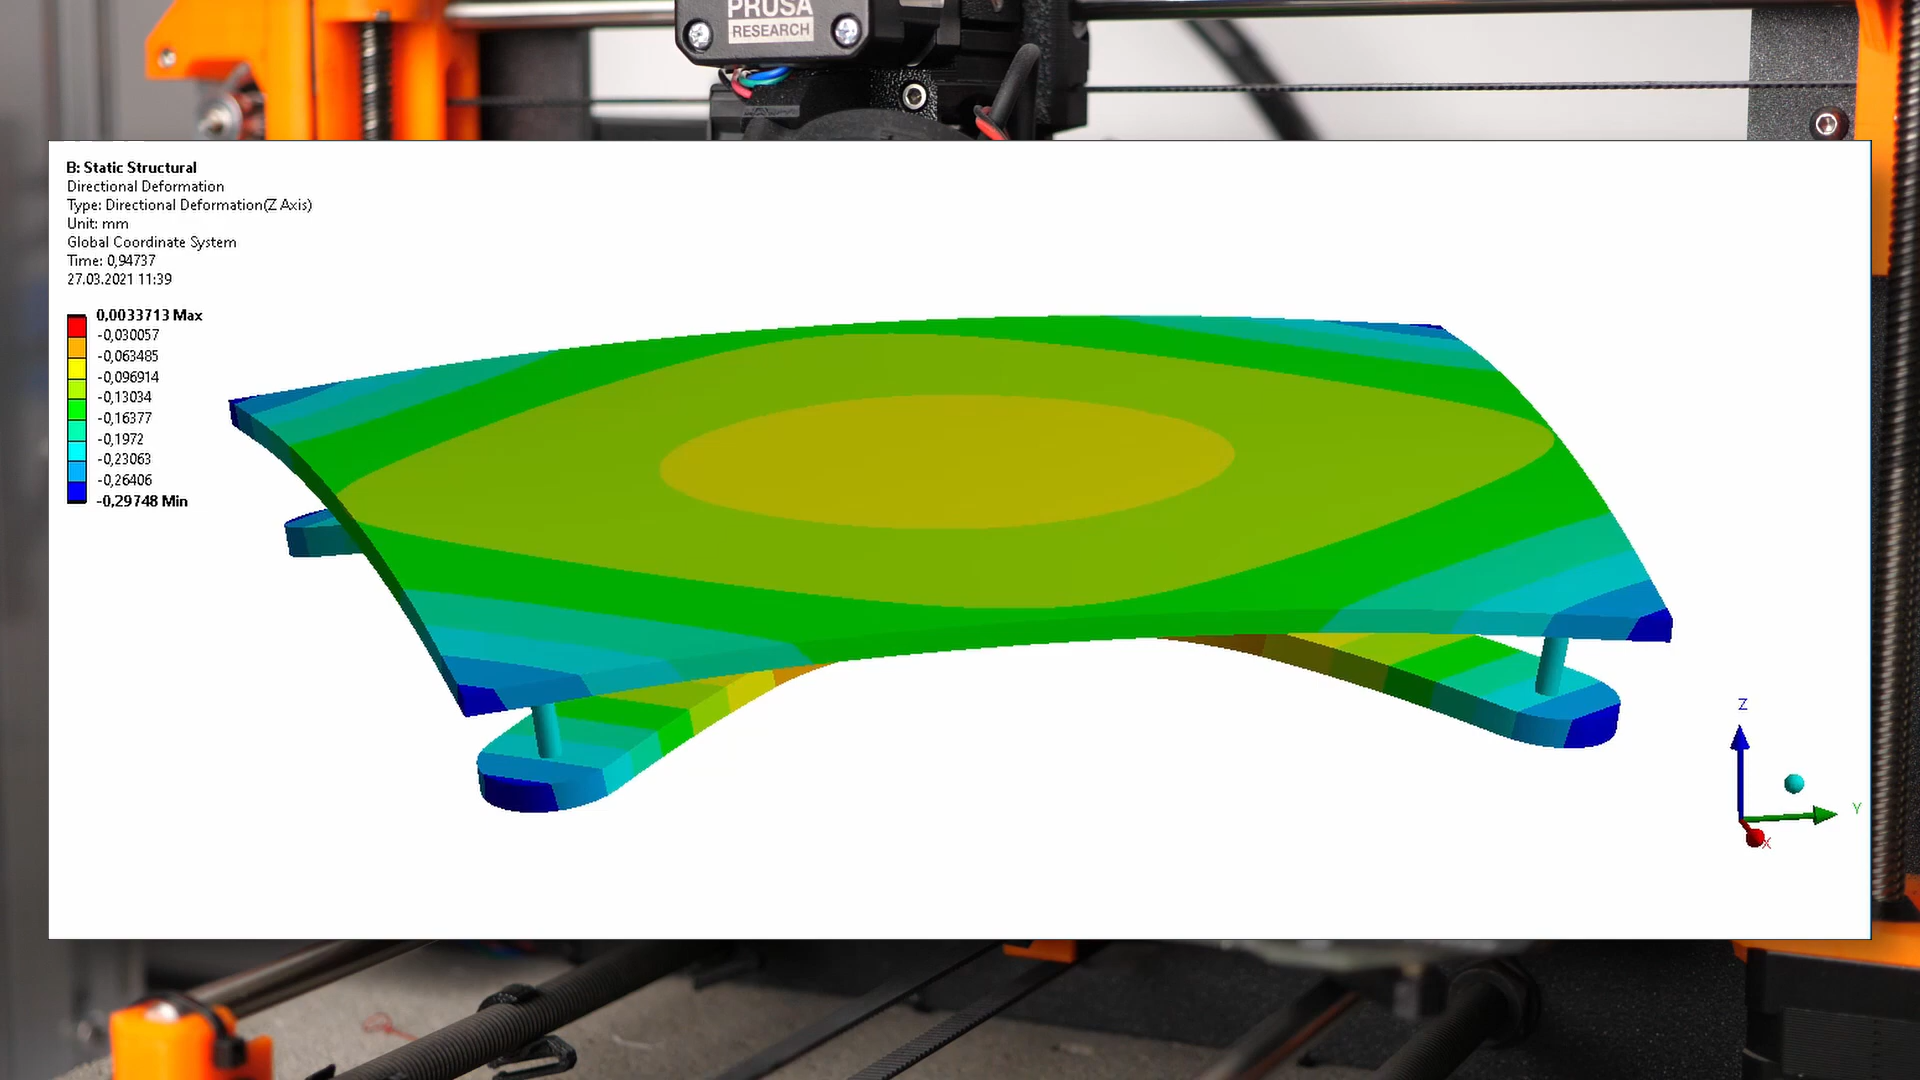 PRUSA
RESEARCH
B: Static Structural
Directional Deformation
Type: Directional Deformation(Z Axis)
Unit: mm
Global Coordinate System
Time: 0,94737
27.03.2021 11:39
0,0033713 Max
-0,030057
-0,063485
-0,096914
-0,13034
-0,16377
-0,1972
-0,23063
-0,26406
-0,29748 Min
Z
Y
X